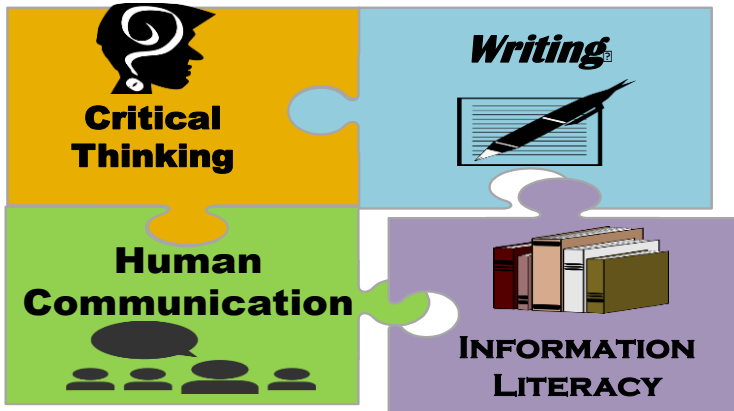 Critical
Thinking
Writing
Human
Communication
INFORMATION
LITERACY